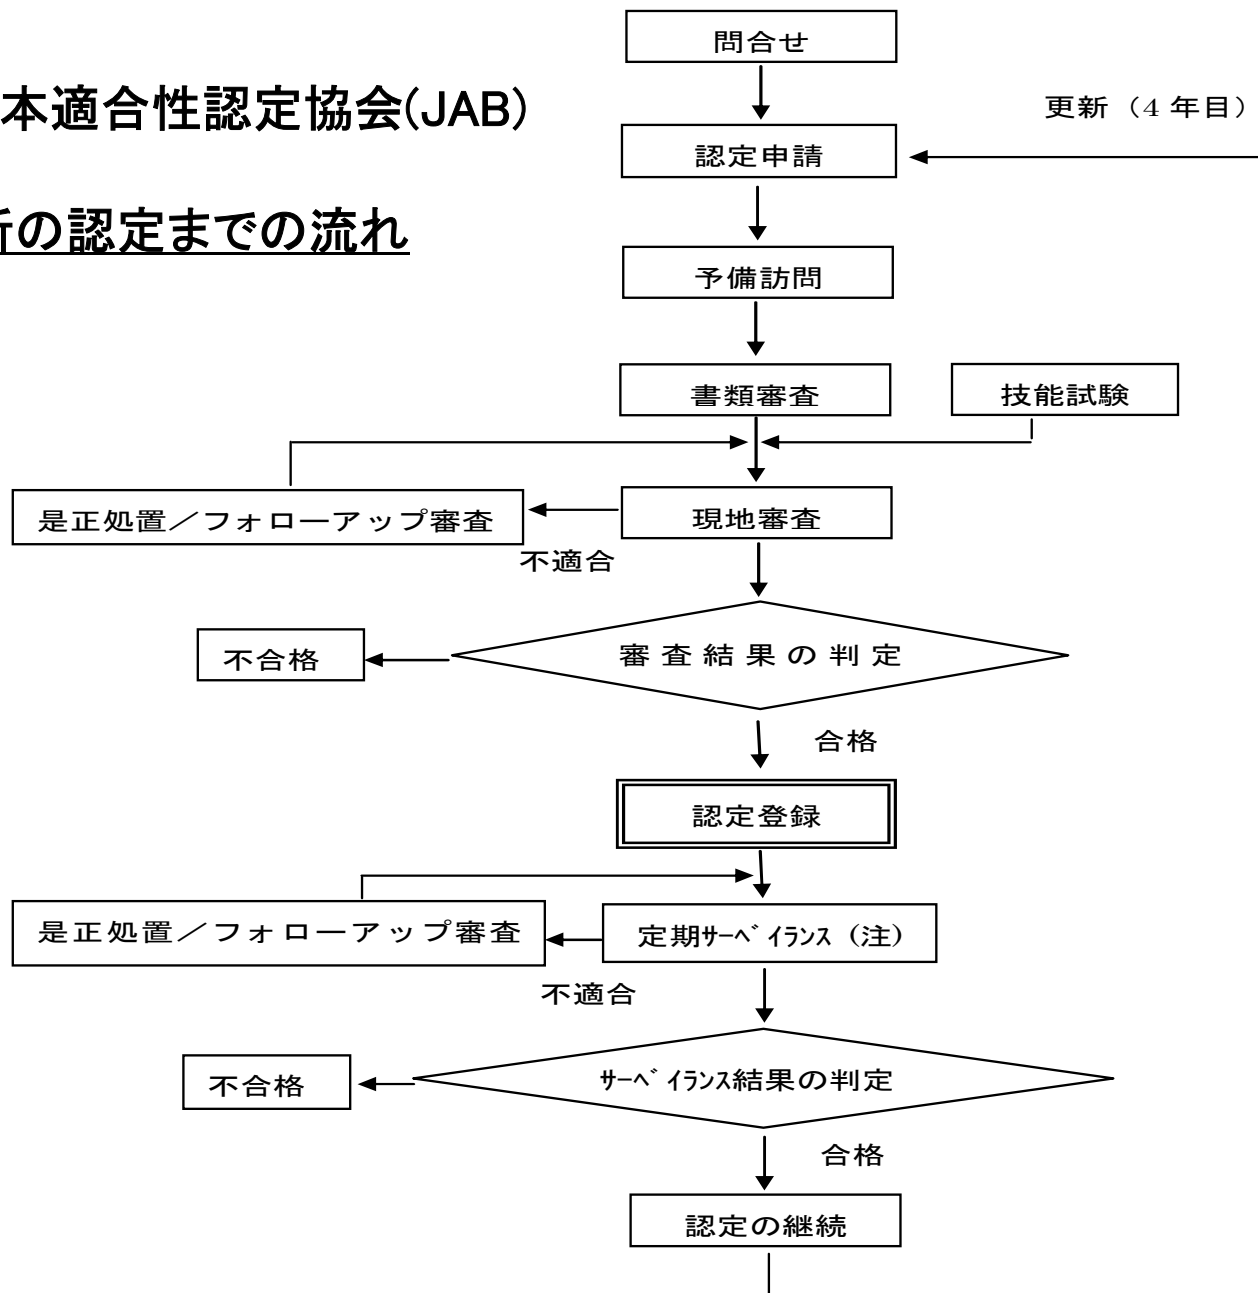 問合せ
本適合性認定協会(JAB)
更新（4 年目）
認定申請
の認定までの流れ
予備訪問
書類審査
技能試験
是正処置／フォローアップ審査
現地審査
不適合
不合格
審査結果の判定
合格
認定登録
是正処置／フォローアップ審査
定期ｻｰﾍﾞｲﾗﾝｽ（注）
不適合
不合格
ｻｰﾍﾞｲﾗﾝｽ結果の判定
合格
認定の継続